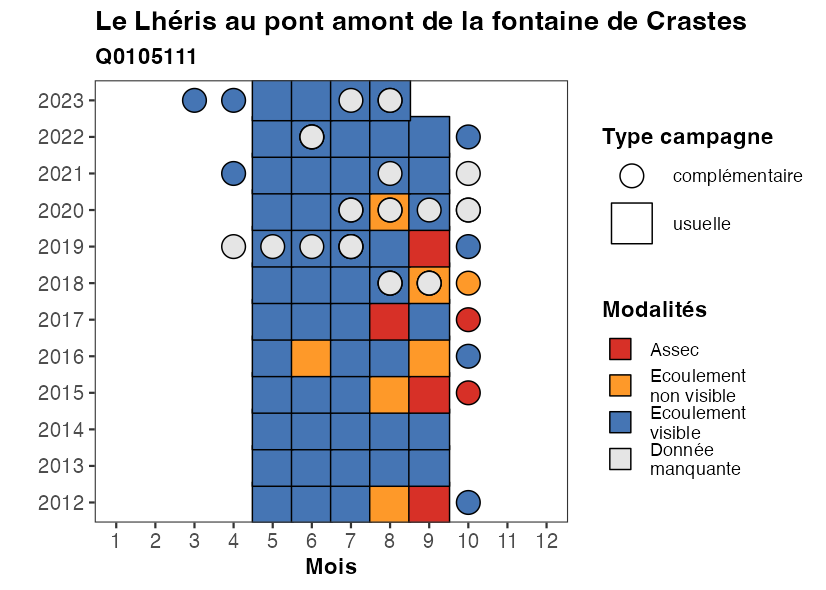 Le Lhéris au pont amont de la fontaine de Crastes
Q0105111
2023
2022
2021
2020
2019
2018
2017
2016
2015
2014
2013
2012
1 2 3 4 5 6 7 8 9 10 11 12
Mois
Type campagne
complémentaire
usuelle
Modalités
Assec
Ecoulement
non visible
Ecoulement
visible
Donnée
manquante